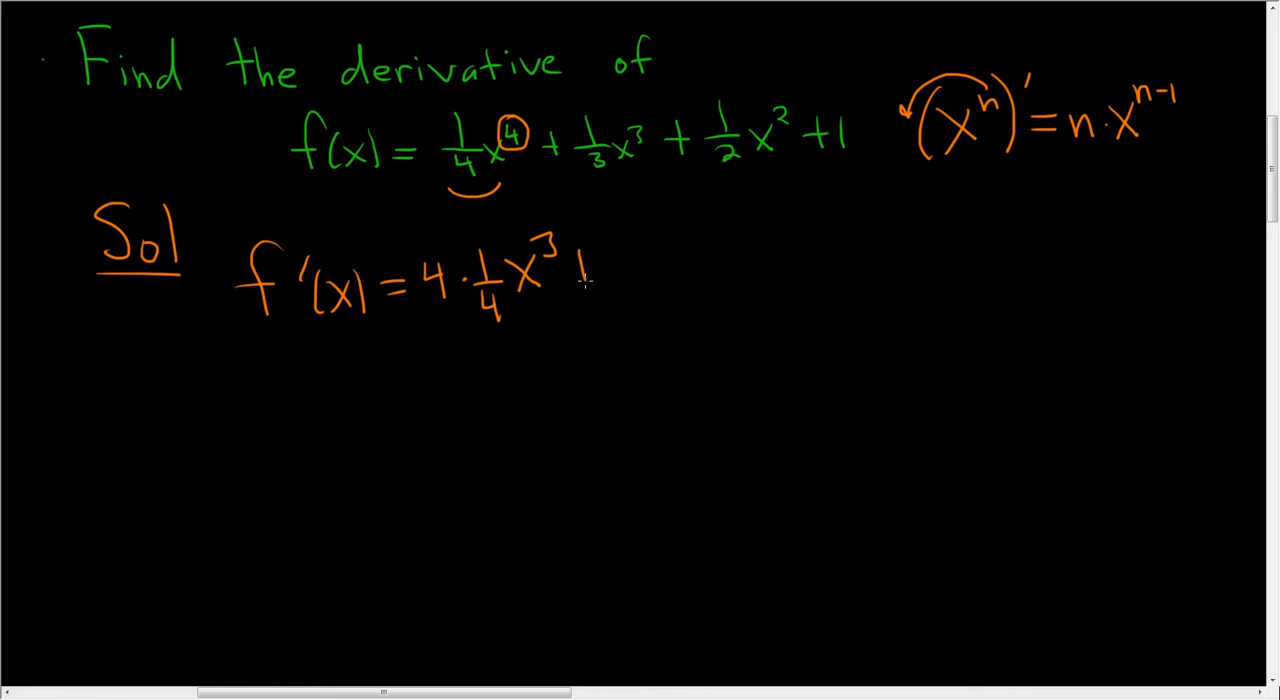 Find the derivative of
f(x) = 1/4 x^4 + 1/3 x^3 + 1/2 x^2 + 1
(x^n)' = n·x^(n-1)
Sol
f'(x) = 4·1/4 x^3